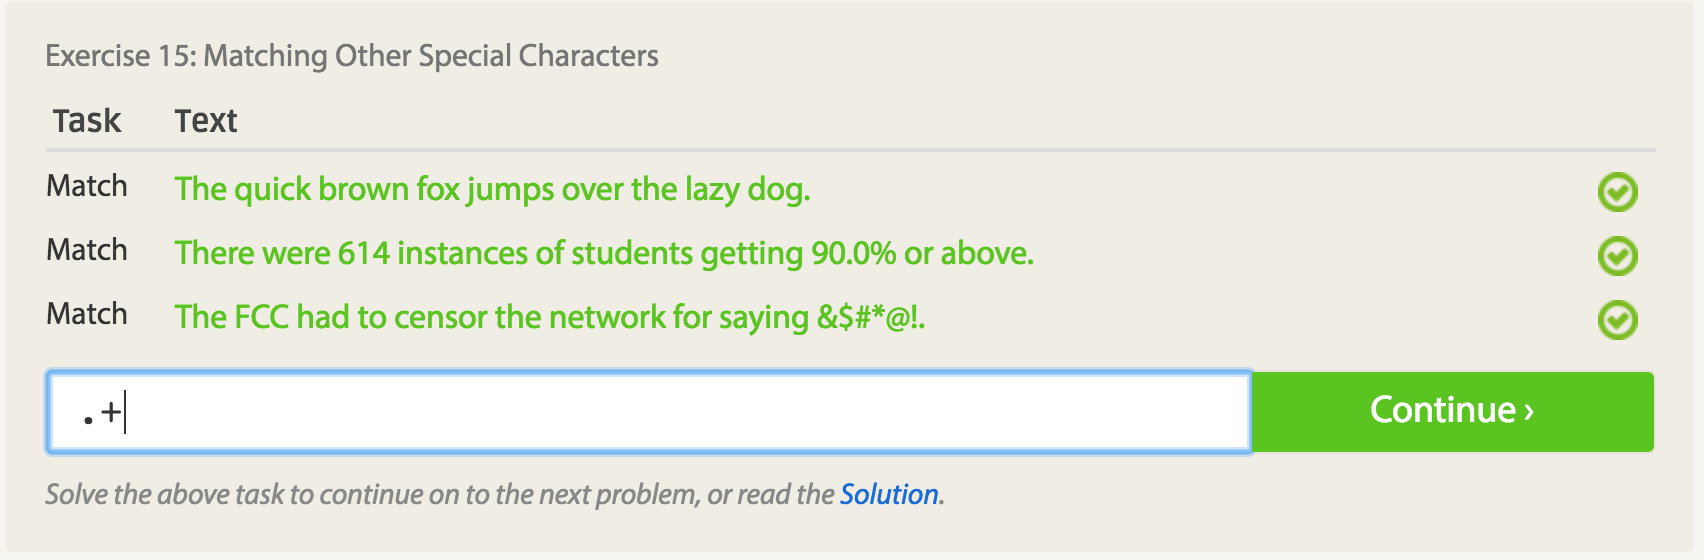 Exercise 15: Matching Other Special Characters
Task Text
Match The quick brown fox jumps over the lazy dog.
Match There were 614 instances of students getting 90.0% or above.
Match The FCC had to censor the network for saying &$#*@!.
.+
Continue ›
Solve the above task to continue on to the next problem, or read the Solution.